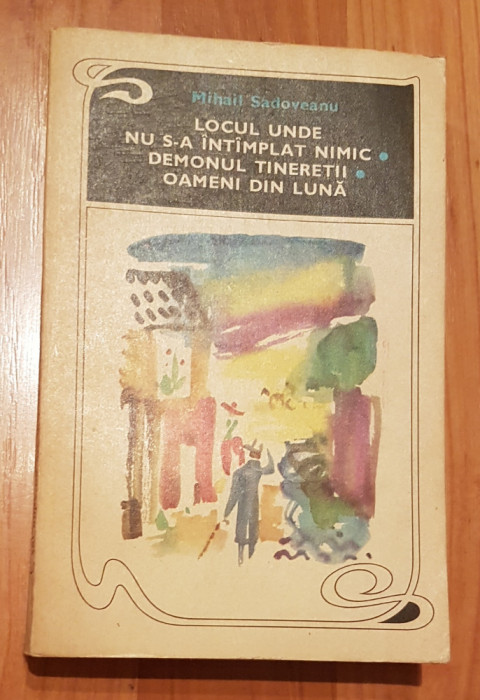 Mihail Sadoveanu
LOCUL UNDE
NU S-A ÎNTÎMPLAT NIMIC •
DEMONUL TINEREȚII •
OAMENI DIN LUNĂ